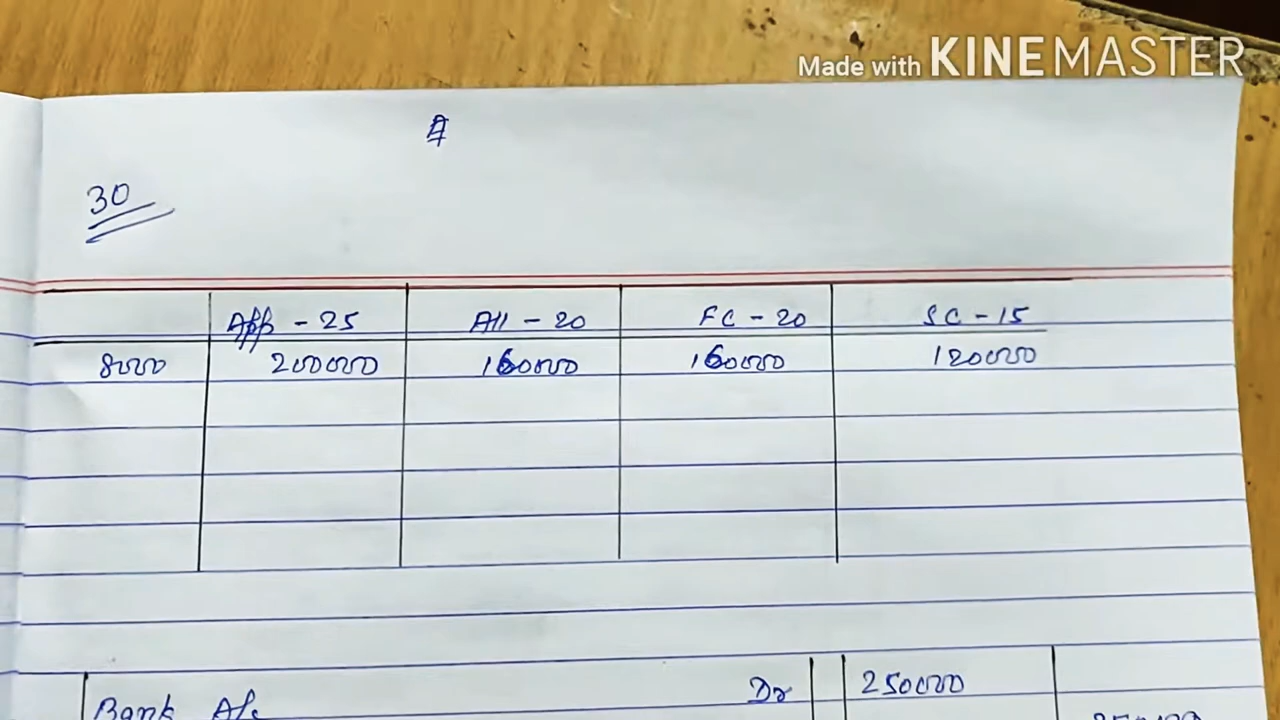 Made with KINEMASTER
30
App - 25 All - 20 FC - 20 SC - 15
8000 200000 160000 160000 120000
Bank A/c Dr 250000